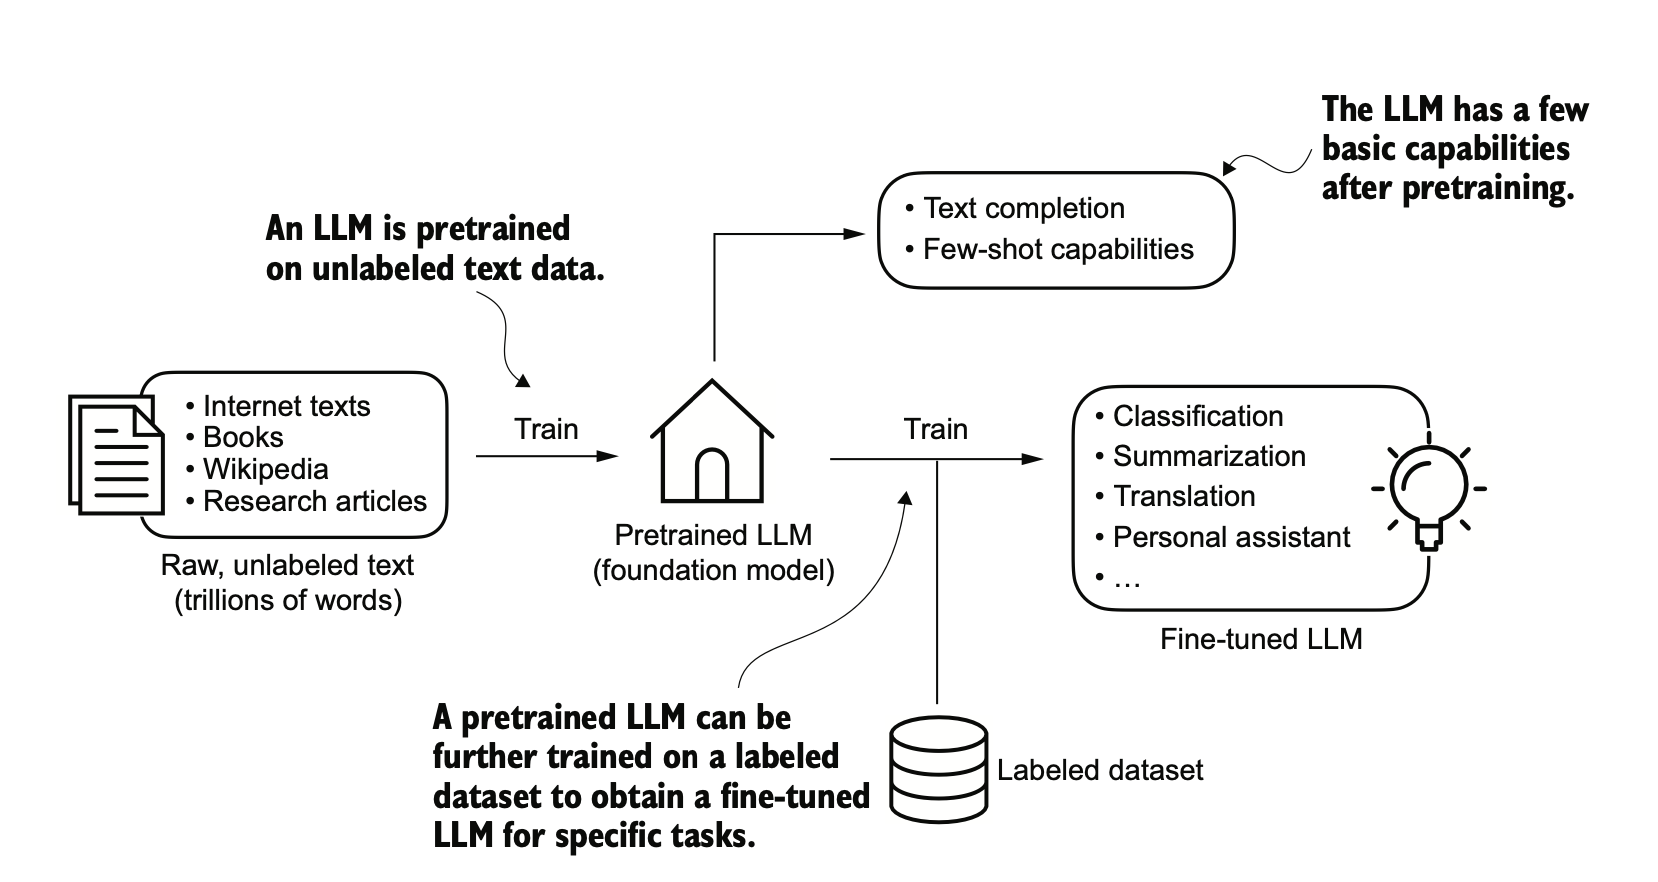 The LLM has a few
basic capabilities
after pretraining.
• Text completion
• Few-shot capabilities
An LLM is pretrained
on unlabeled text data.
• Internet texts
• Books
• Wikipedia
• Research articles
Raw, unlabeled text
(trillions of words)
Train
Pretrained LLM
(foundation model)
Train
• Classification
• Summarization
• Translation
• Personal assistant
• ...
Fine-tuned LLM
A pretrained LLM can be
further trained on a labeled
dataset to obtain a fine-tuned
LLM for specific tasks.
Labeled dataset